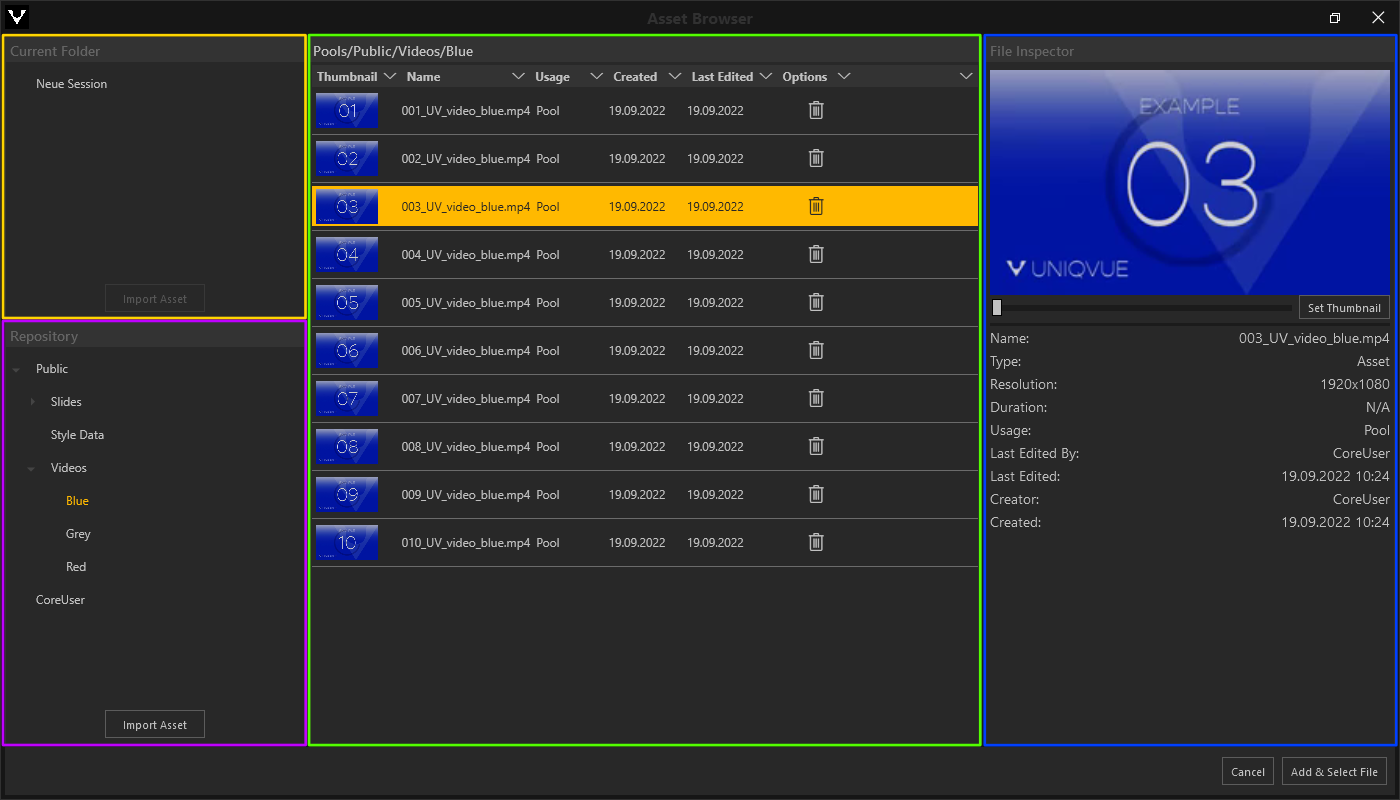 Asset Browser
Current Folder
Neue Session
Import Asset
Repository
Public
Slides
Style Data
Videos
Blue
Grey
Red
CoreUser
Import Asset
Pools/Public/Videos/Blue
Thumbnail Name Usage Created Last Edited Options
01 001_UV_video_blue.mp4 Pool 19.09.2022 19.09.2022
02 002_UV_video_blue.mp4 Pool 19.09.2022 19.09.2022
03 003_UV_video_blue.mp4 Pool 19.09.2022 19.09.2022
04 004_UV_video_blue.mp4 Pool 19.09.2022 19.09.2022
05 005_UV_video_blue.mp4 Pool 19.09.2022 19.09.2022
06 006_UV_video_blue.mp4 Pool 19.09.2022 19.09.2022
07 007_UV_video_blue.mp4 Pool 19.09.2022 19.09.2022
08 008_UV_video_blue.mp4 Pool 19.09.2022 19.09.2022
09 009_UV_video_blue.mp4 Pool 19.09.2022 19.09.2022
10 010_UV_video_blue.mp4 Pool 19.09.2022 19.09.2022
File Inspector
EXAMPLE
03
UNIQVUE
Set Thumbnail
Name: 003_UV_video_blue.mp4
Type: Asset
Resolution: 1920x1080
Duration: N/A
Usage: Pool
Last Edited By: CoreUser
Last Edited: 19.09.2022 10:24
Creator: CoreUser
Created: 19.09.2022 10:24
Cancel Add & Select File